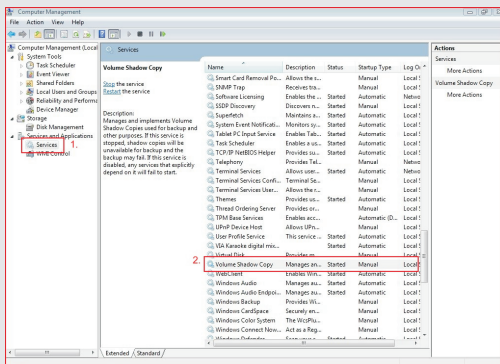 Computer Management
File Action View Help
Computer Management (Local
System Tools
Task Scheduler
Event Viewer
Shared Folders
Local Users and Groups
Reliability and Performa
Device Manager
Storage
Disk Management
Services and Applications
Services 1.
WMI Control
Services
Volume Shadow Copy
Stop the service
Restart the service
Description:
Manages and implements Volume
Shadow Copies used for backup and
other purposes. If this service is
stopped, shadow copies will be
unavailable for backup and the
backup may fail. If this service is
disabled, any services that explicitly
depend on it will fail to start.
Name Description Status Startup Type Log On
Smart Card Removal Po... Allows the s... Manual Local S
SNMP Trap Receives tra... Manual Local S
Software Licensing Enables the ... Started Automatic Netwo
SSDP Discovery Discovers n... Started Manual Local S
Superfetch Maintains a... Started Automatic Local S
System Event Notificati... Monitors sy... Started Automatic Local S
Tablet PC Input Service Enables Tab... Started Automatic Local S
Task Scheduler Enables a us... Started Automatic Local S
TCP/IP NetBIOS Helper Provides su... Started Automatic Local S
Telephony Provides Tel... Manual Netwo
Terminal Services Allows user... Started Automatic Netwo
Terminal Services Confi... Terminal Se... Manual Local S
Terminal Services User... Allows the r... Manual Local S
Themes Provides us... Started Automatic Local S
Thread Ordering Server Provides or... Manual Local S
TPM Base Services Enables acc... Automatic (D... Local S
UPnP Device Host Allows UPn... Manual Local S
User Profile Service This service ... Started Automatic Local S
VIA Karaoke digital mix... Started Automatic Local S
Virtual Disk Provides m... Manual Local S
2. Volume Shadow Copy Manages an... Started Manual Local S
WebClient Enables Win... Started Automatic Local S
Windows Audio Manages au... Started Automatic Local S
Windows Audio Endpoi... Manages au... Started Automatic Local S
Windows Backup Provides Wi... Manual Local S
Windows CardSpace Securely en... Manual Local S
Windows Color System The WcsPlu... Manual Local S
Windows Connect Now... Act as a Reg... Manual Local S
Windows Defender Started Automatic Local S
Extended Standard
Actions
Services
More Actions
Volume Shadow Copy
More Actions